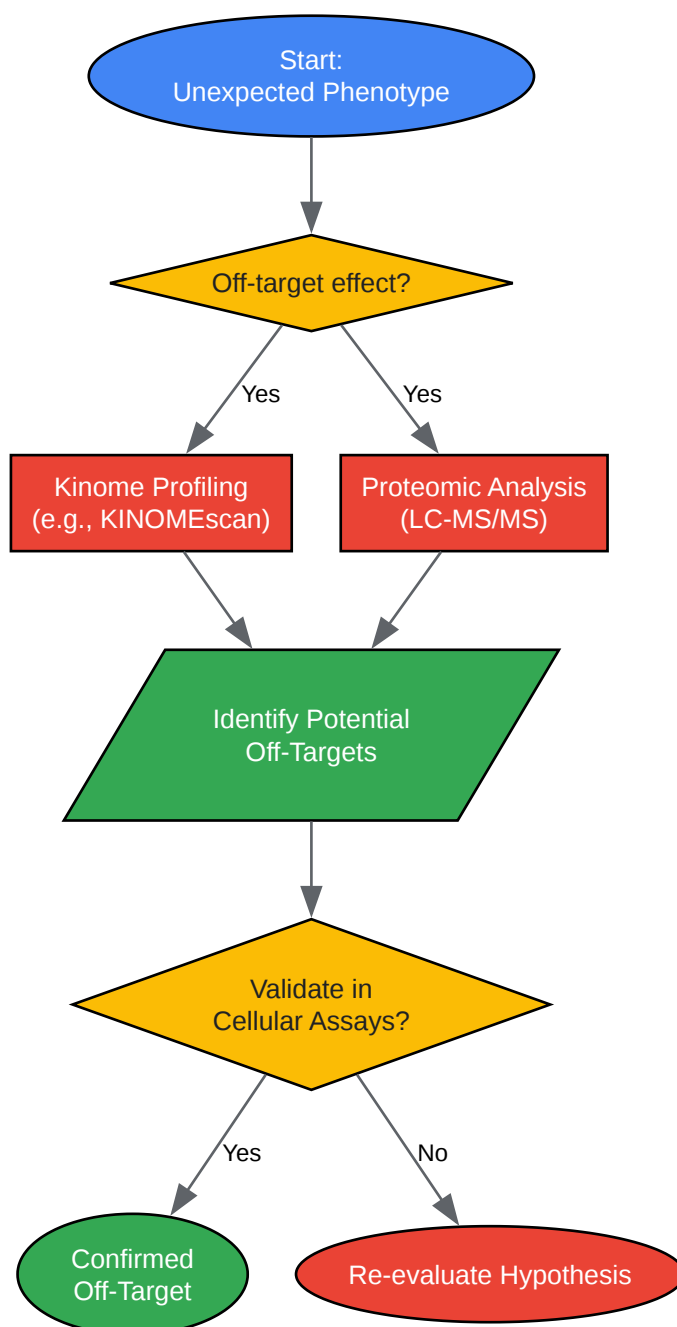 Start:
Unexpected Phenotype
Off-target effect?
Yes
Yes
Kinome Profiling
(e.g., KINOMEscan)
Proteomic Analysis
(LC-MS/MS)
Identify Potential
Off-Targets
Validate in
Cellular Assays?
Yes
No
Confirmed
Off-Target
Re-evaluate Hypothesis